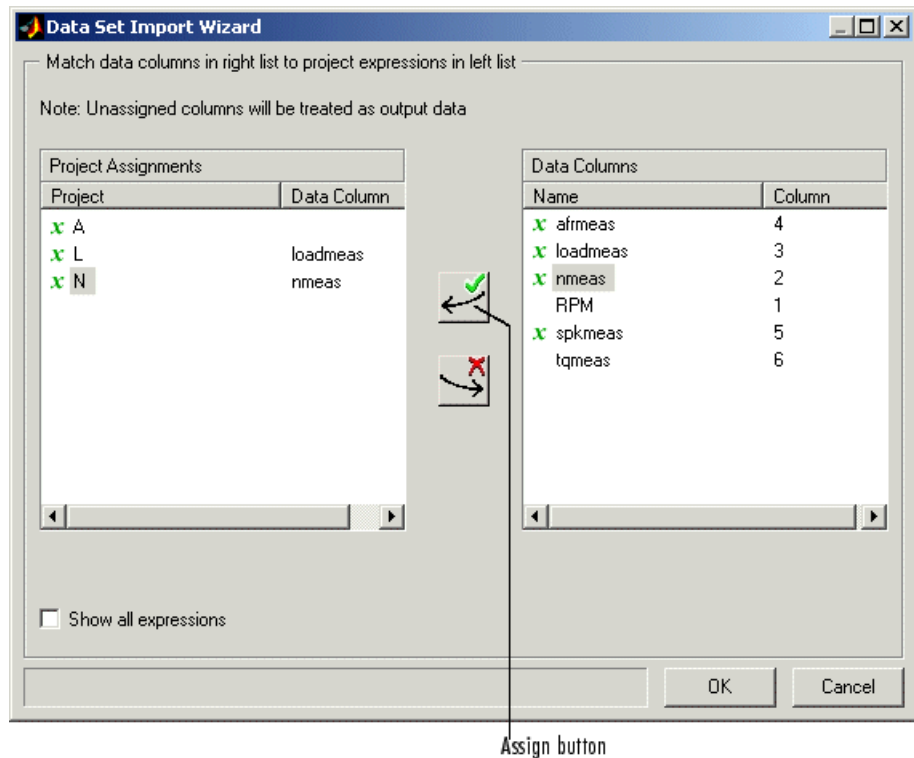 Data Set Import Wizard
Match data columns in right list to project expressions in left list
Note: Unassigned columns will be treated as output data
Project Assignments
Project Data Column
x A
x L loadmeas
x N nmeas
Data Columns
Name Column
x afrmeas 4
x loadmeas 3
x nmeas 2
RPM 1
x spkmeas 5
tqmeas 6
Show all expressions
OK Cancel
Assign button